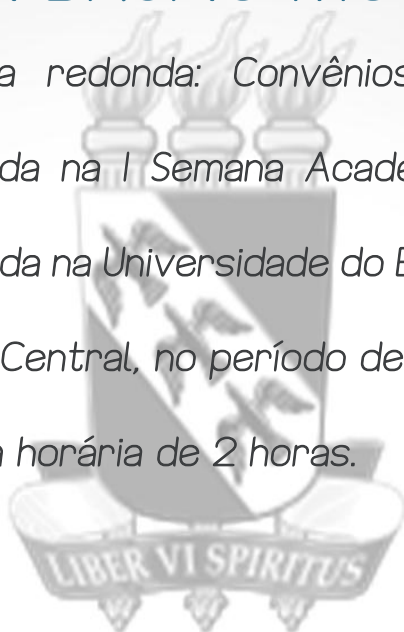 a redonda: Convênios
da na I Semana Acade
da na Universidade do E
Central, no período de
a horária de 2 horas.
LIBER VI SPIRITUS